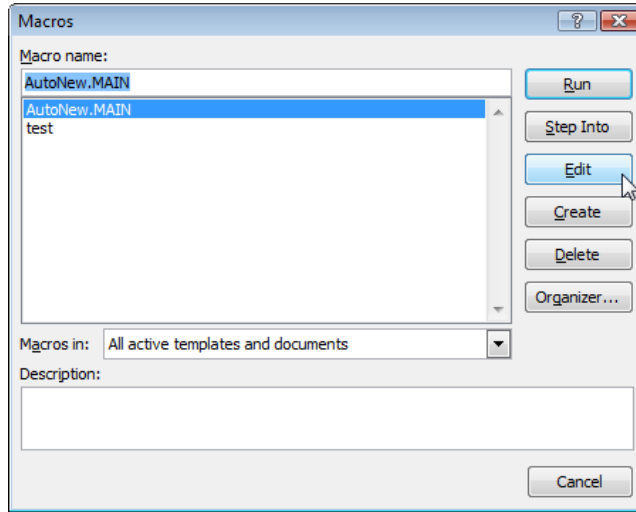 Macros
Macro name:
AutoNew.MAIN
AutoNew.MAIN
test
Run
Step Into
Edit
Create
Delete
Organizer...
Macros in: All active templates and documents
Description:
Cancel